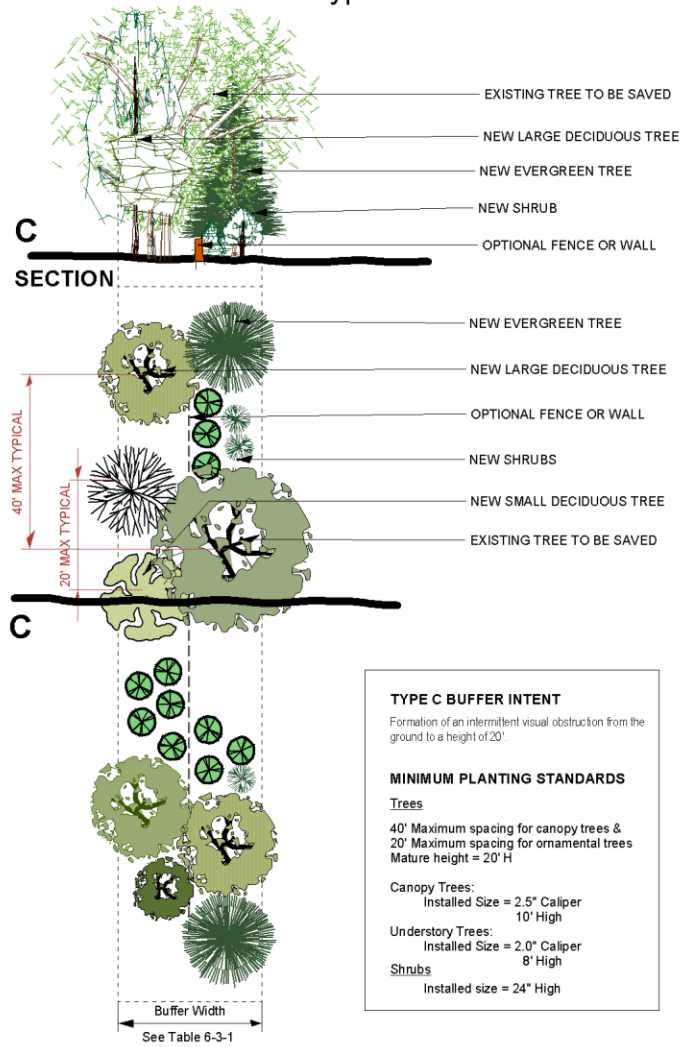 EXISTING TREE TO BE SAVED
NEW LARGE DECIDUOUS TREE
NEW EVERGREEN TREE
NEW SHRUB
C
OPTIONAL FENCE OR WALL
SECTION
NEW EVERGREEN TREE
NEW LARGE DECIDUOUS TREE
OPTIONAL FENCE OR WALL
NEW SHRUBS
40' MAX TYPICAL
20' MAX TYPICAL
NEW SMALL DECIDUOUS TREE
EXISTING TREE TO BE SAVED
C
TYPE C BUFFER INTENT
Formation of an intermittent visual obstruction from the
ground to a height of 20'.
MINIMUM PLANTING STANDARDS
Trees
40' Maximum spacing for canopy trees &
20' Maximum spacing for ornamental trees
Mature height = 20' H
Canopy Trees:
Installed Size = 2.5" Caliper
10' High
Understory Trees:
Installed Size = 2.0" Caliper
8' High
Shrubs
Installed size = 24" High
Buffer Width
See Table 6-3-1